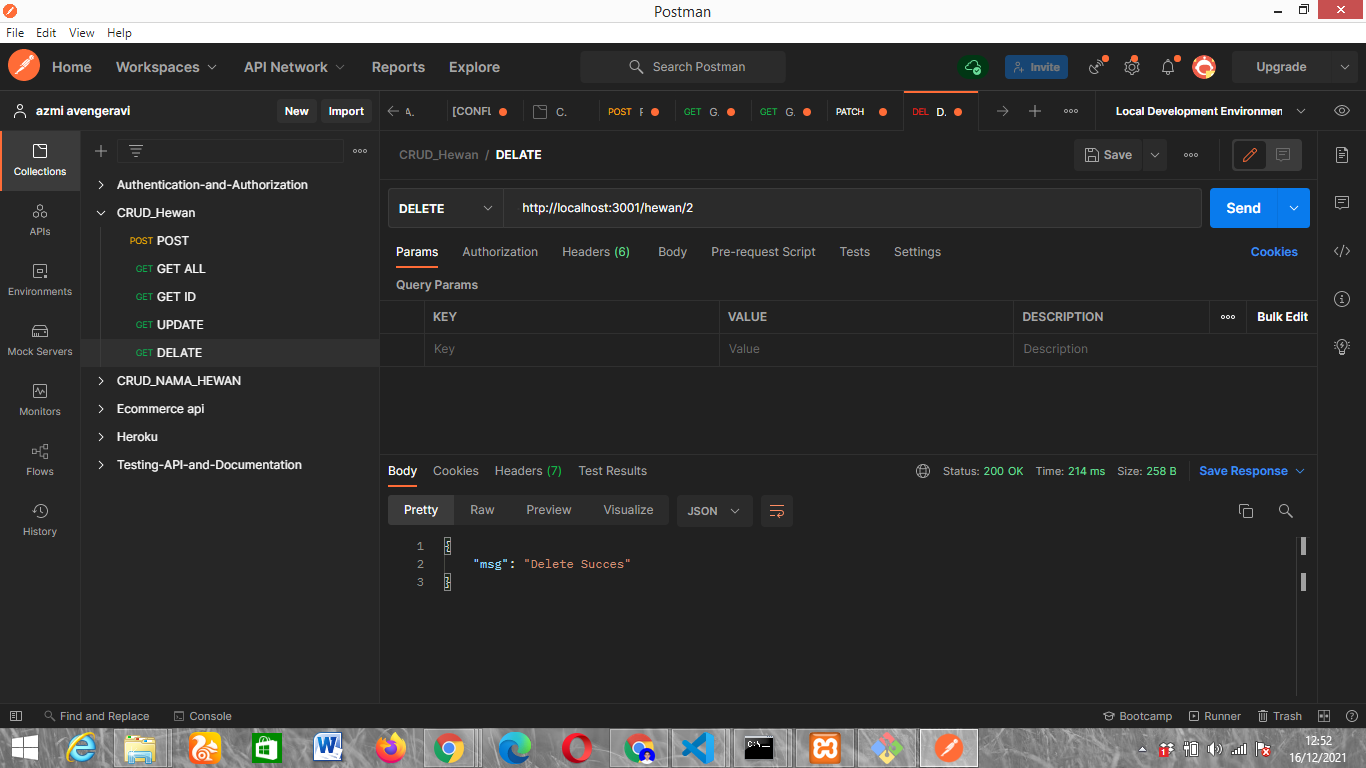 Postman
File Edit View Help
Home Workspaces API Network Reports Explore Search Postman Invite Upgrade
azmi avengeravi New Import
A. [CONFL C. POST F GET G. GET G. PATCH DEL D. Local Development Environmen
Collections
APIs
Environments
Mock Servers
Monitors
Flows
History
Authentication-and-Authorization
CRUD_Hewan
POST POST
GET GET ALL
GET GET ID
GET UPDATE
GET DELATE
CRUD_NAMA_HEWAN
Ecommerce api
Heroku
Testing-API-and-Documentation
CRUD_Hewan / DELATE Save
DELETE http://localhost:3001/hewan/2 Send
Params Authorization Headers (6) Body Pre-request Script Tests Settings Cookies
Query Params
KEY VALUE DESCRIPTION Bulk Edit
Key Value Description
Body Cookies Headers (7) Test Results Status: 200 OK Time: 214 ms Size: 258 B Save Response
Pretty Raw Preview Visualize JSON
1 {
2 "msg": "Delete Succes"
3 }
Find and Replace Console Bootcamp Runner Trash
12:52
16/12/2021